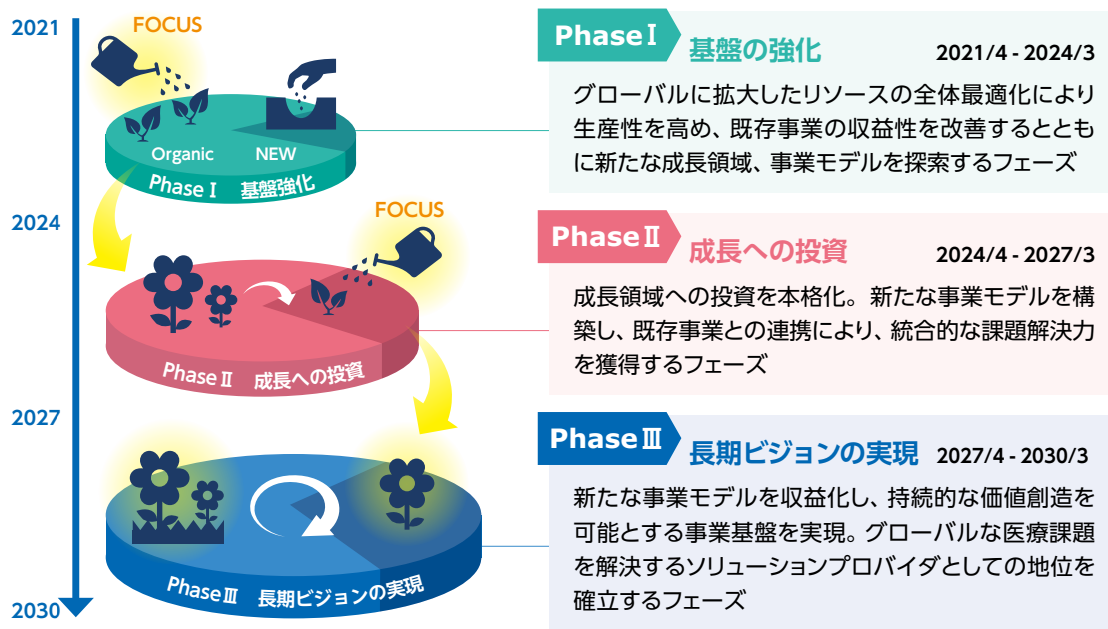 2021
FOCUS
Organic
NEW
Phase Ⅰ 基盤強化
2024
FOCUS
Phase Ⅱ 成長への投資
2027
Phase Ⅲ 長期ビジョンの実現
2030
Phase Ⅰ
基盤の強化
2021/4 - 2024/3
グローバルに拡大したリソースの全体最適化により
生産性を高め、既存事業の収益性を改善するととも
に新たな成長領域、事業モデルを探索するフェーズ
Phase Ⅱ
成長への投資
2024/4 - 2027/3
成長領域への投資を本格化。新たな事業モデルを構
築し、既存事業との連携により、統合的な課題解決力
を獲得するフェーズ
Phase Ⅲ
長期ビジョンの実現
2027/4 - 2030/3
新たな事業モデルを収益化し、持続的な価値創造を
可能とする事業基盤を実現。グローバルな医療課題
を解決するソリューションプロバイダとしての地位を
確立するフェーズ